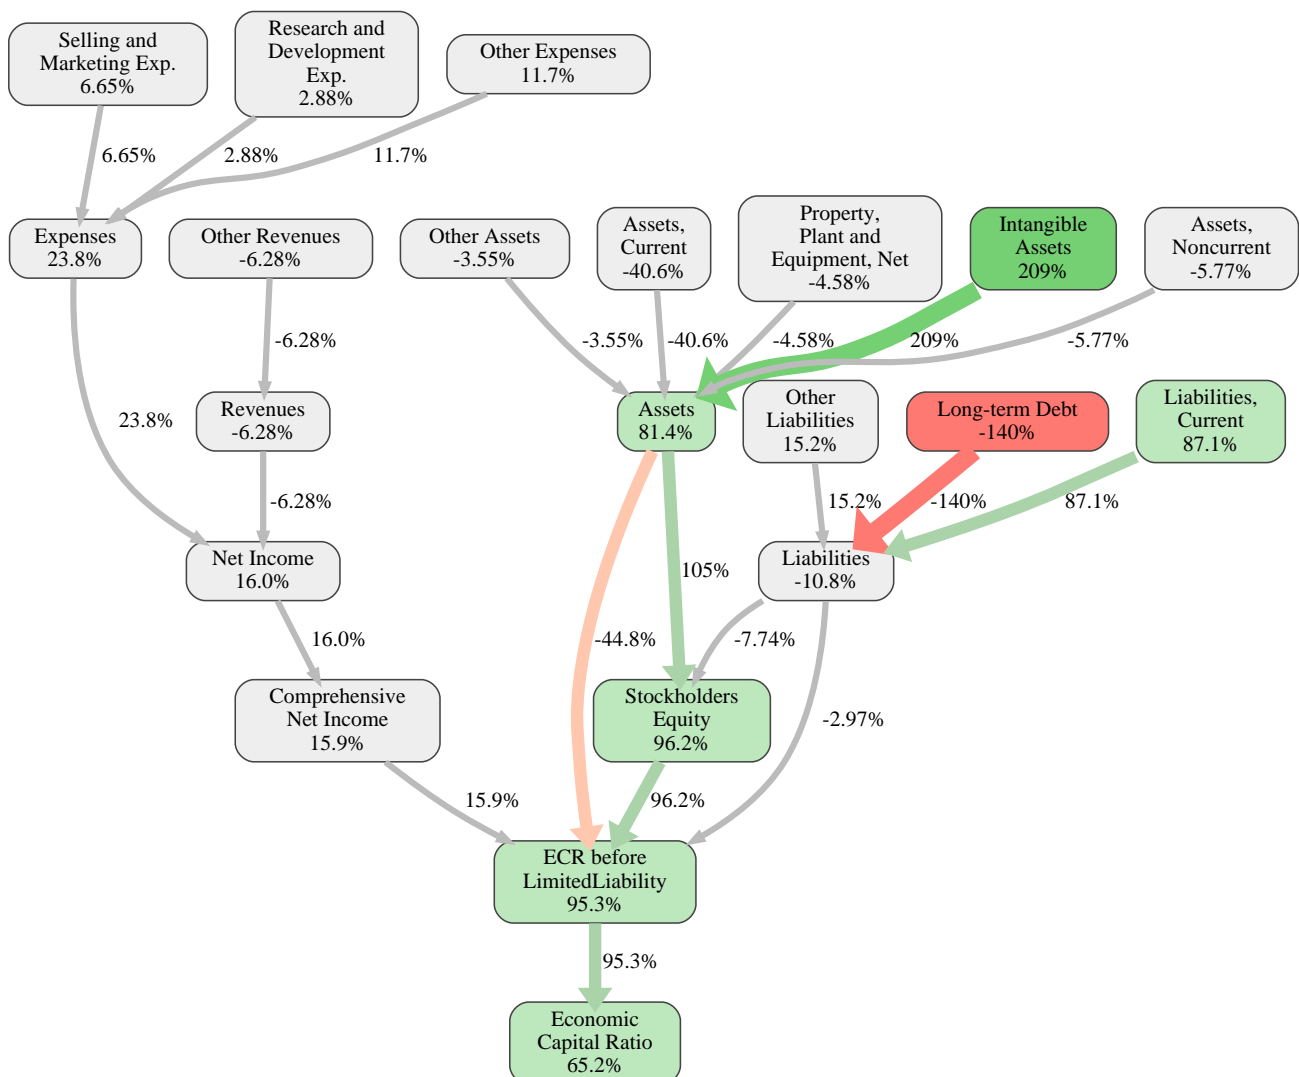 Selling and
Marketing Exp.
6.65%
Research and
Development
Exp.
2.88%
Other Expenses
11.7%
6.65%
2.88%
11.7%
Expenses
23.8%
Other Revenues
-6.28%
Other Assets
-3.55%
Assets,
Current
-40.6%
Property,
Plant and
Equipment, Net
-4.58%
Intangible
Assets
209%
Assets,
Noncurrent
-5.77%
-6.28%
-3.55%
-40.6%
-4.58%
209%
-5.77%
23.8%
Revenues
-6.28%
Assets
81.4%
Other
Liabilities
15.2%
Long-term Debt
-140%
Liabilities,
Current
87.1%
-6.28%
15.2%
-140%
87.1%
Net Income
16.0%
105%
Liabilities
-10.8%
16.0%
-44.8%
-7.74%
Comprehensive
Net Income
15.9%
Stockholders
Equity
96.2%
-2.97%
15.9%
96.2%
ECR before
LimitedLiability
95.3%
95.3%
Economic
Capital Ratio
65.2%